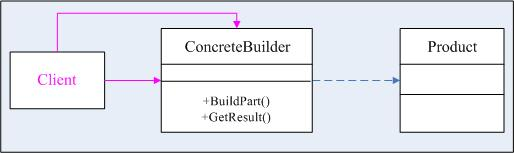 ConcreteBuilder
Product
Client
+BuildPart()
+GetResult()